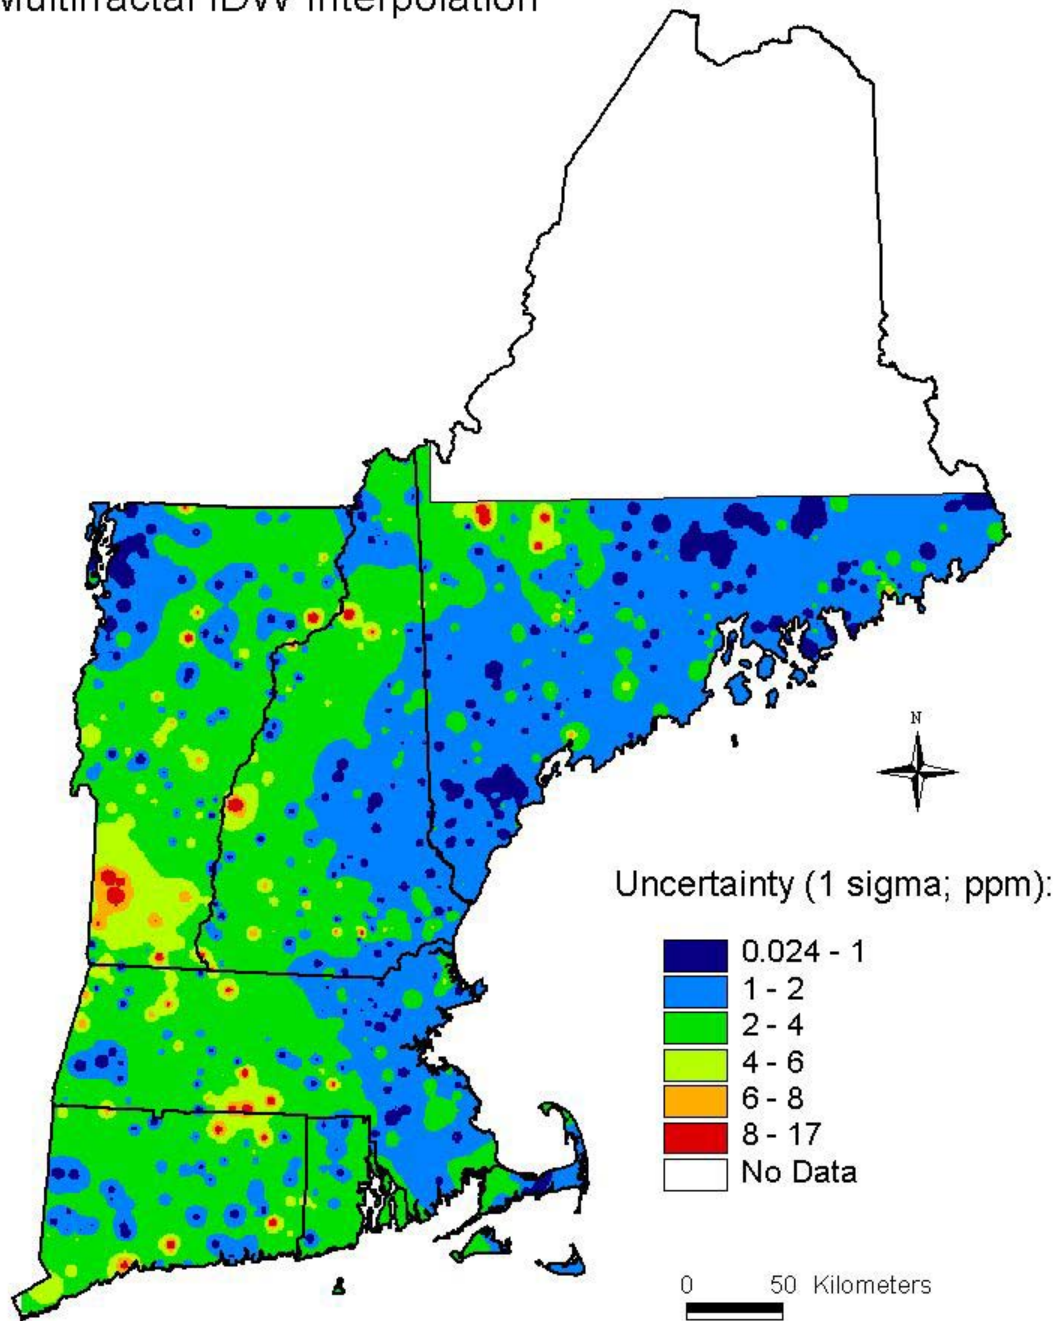 Multifractal IDW Interpolation
N
Uncertainty (1 sigma; ppm):
0.024 - 1
1 - 2
2 - 4
4 - 6
6 - 8
8 - 17
No Data
0 50 Kilometers